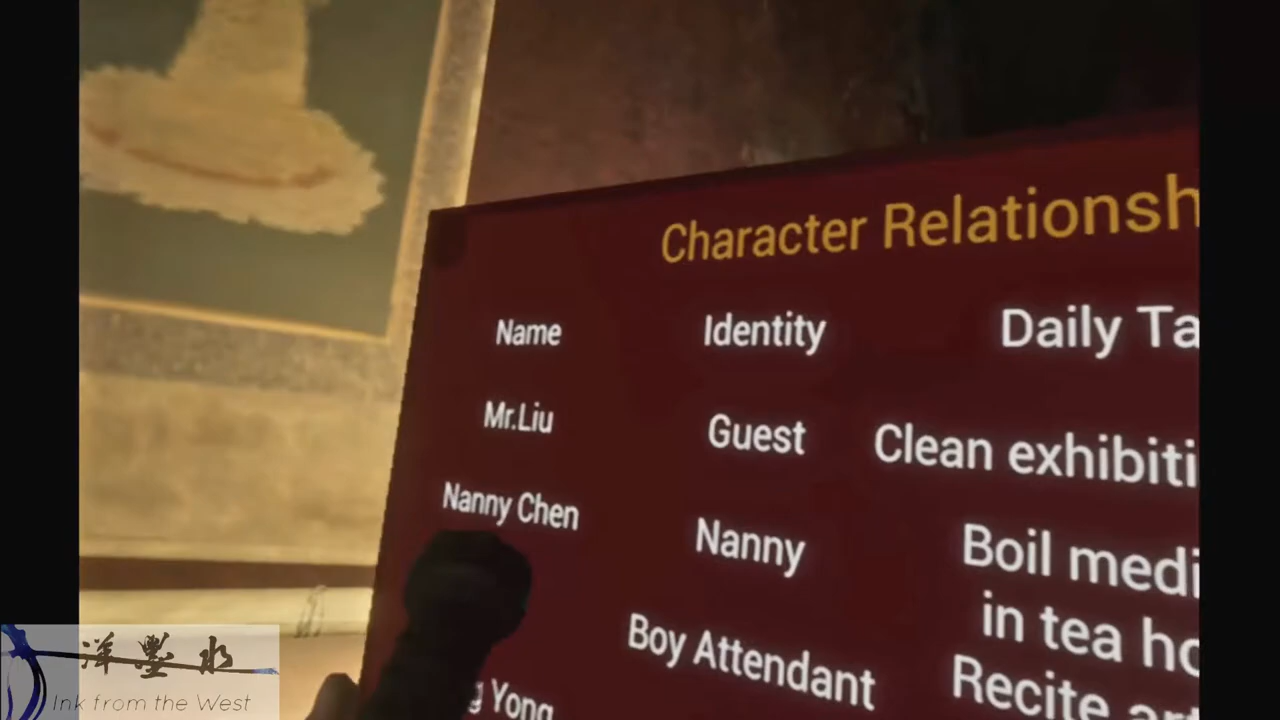 Character Relationsh
Name Identity Daily Ta
Mr.Liu Guest Clean exhibiti
Nanny Chen Nanny Boil medi
in tea ho
Yong Boy Attendant Recite
洋墨水
Ink from the West